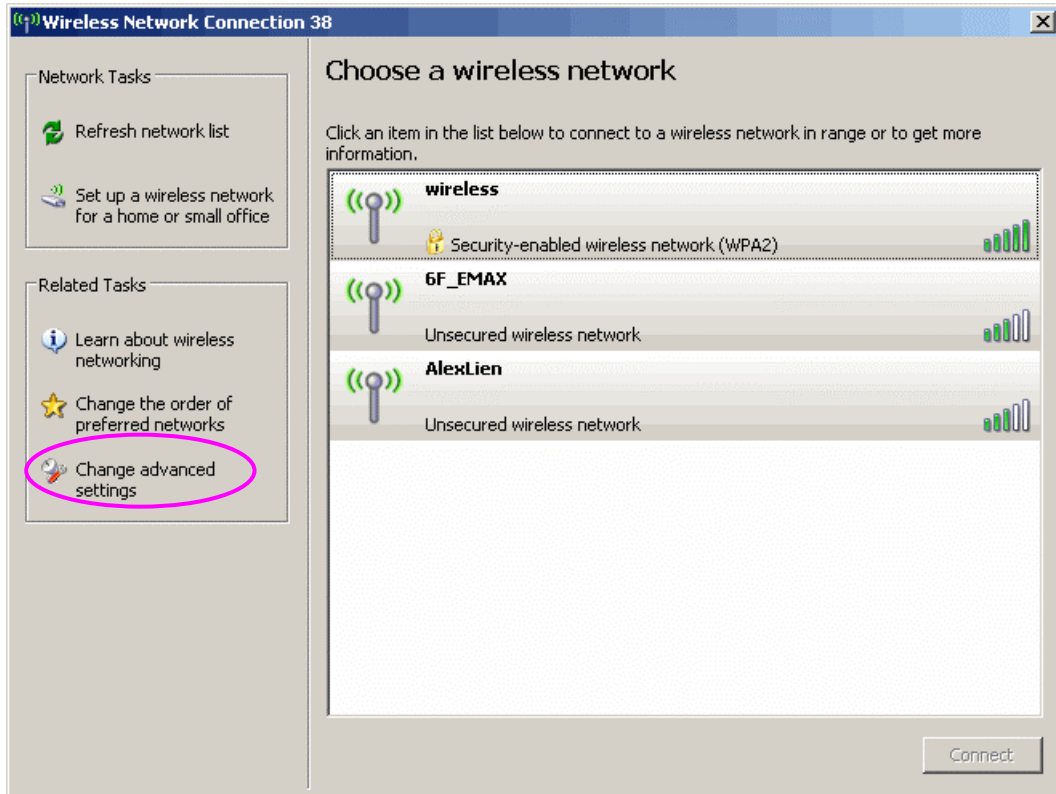 Wireless Network Connection 38
Network Tasks
Refresh network list
Set up a wireless network
for a home or small office
Related Tasks
Learn about wireless
networking
Change the order of
preferred networks
Change advanced
settings
Choose a wireless network
Click an item in the list below to connect to a wireless network in range or to get more
information.
wireless
Security-enabled wireless network (WPA2)
6F_EMAX
Unsecured wireless network
AlexLien
Unsecured wireless network
Connect